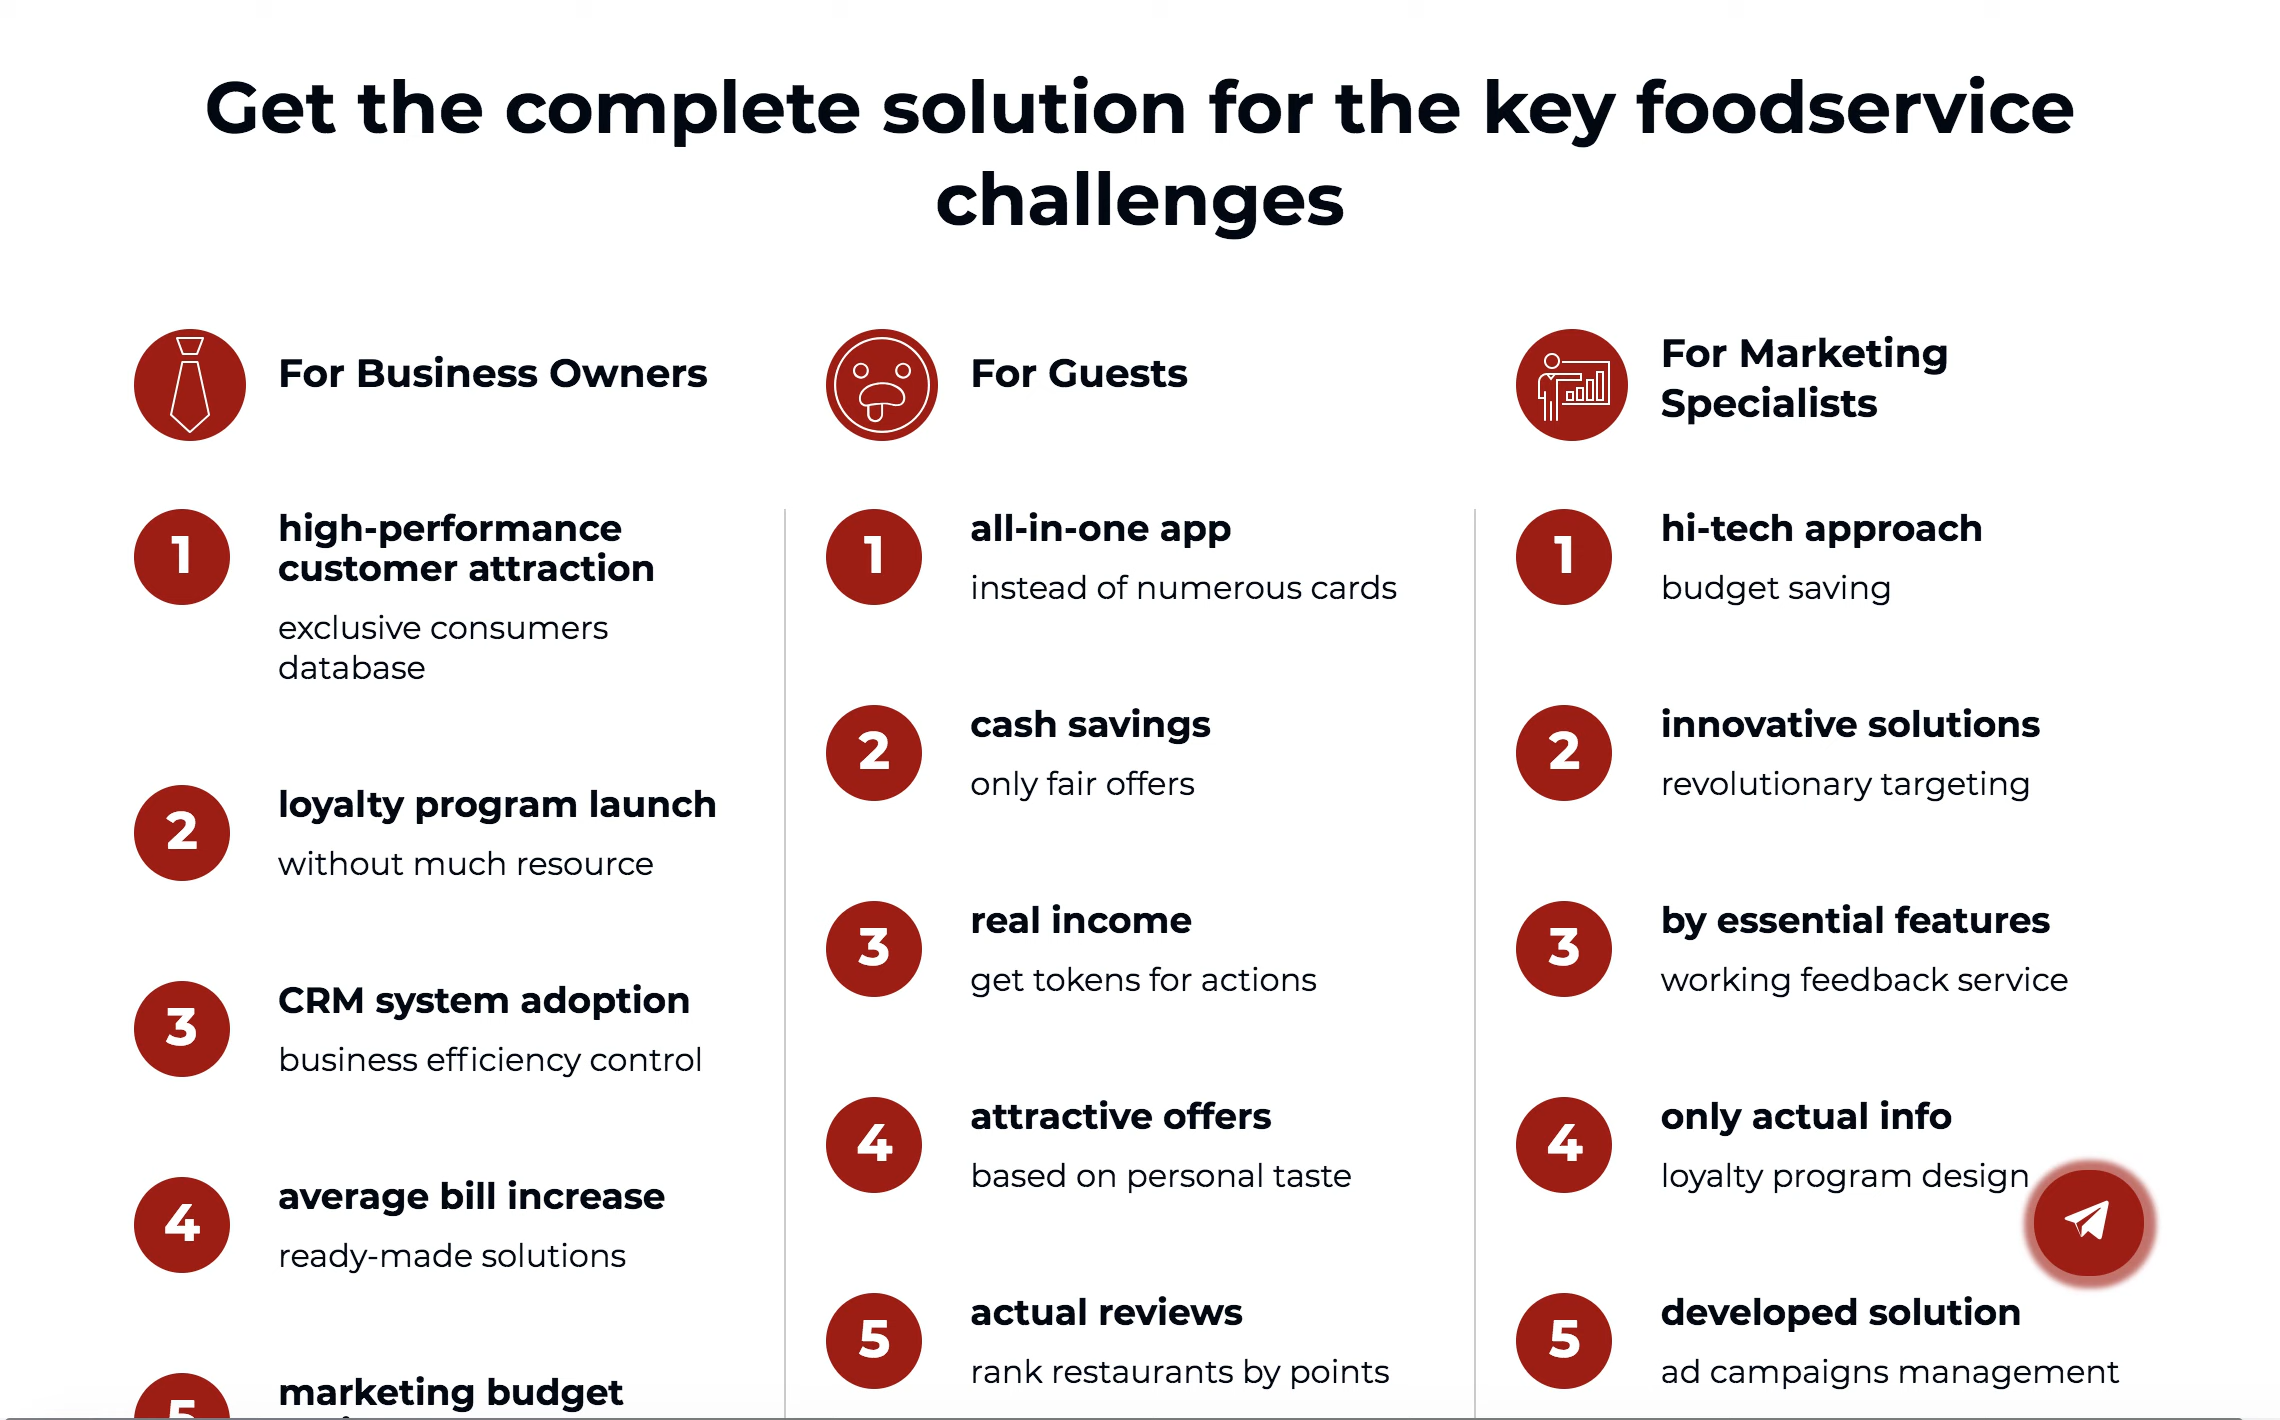 Get the complete solution for the key foodservice
challenges
For Business Owners
1
high-performance
customer attraction
exclusive consumers
database
2
loyalty program launch
without much resource
3
CRM system adoption
business efficiency control
4
average bill increase
ready-made solutions
5
marketing budget
For Guests
1
all-in-one app
instead of numerous cards
2
cash savings
only fair offers
3
real income
get tokens for actions
4
attractive offers
based on personal taste
5
actual reviews
rank restaurants by points
For Marketing
Specialists
1
hi-tech approach
budget saving
2
innovative solutions
revolutionary targeting
3
by essential features
working feedback service
4
only actual info
loyalty program design
5
developed solution
ad campaigns management